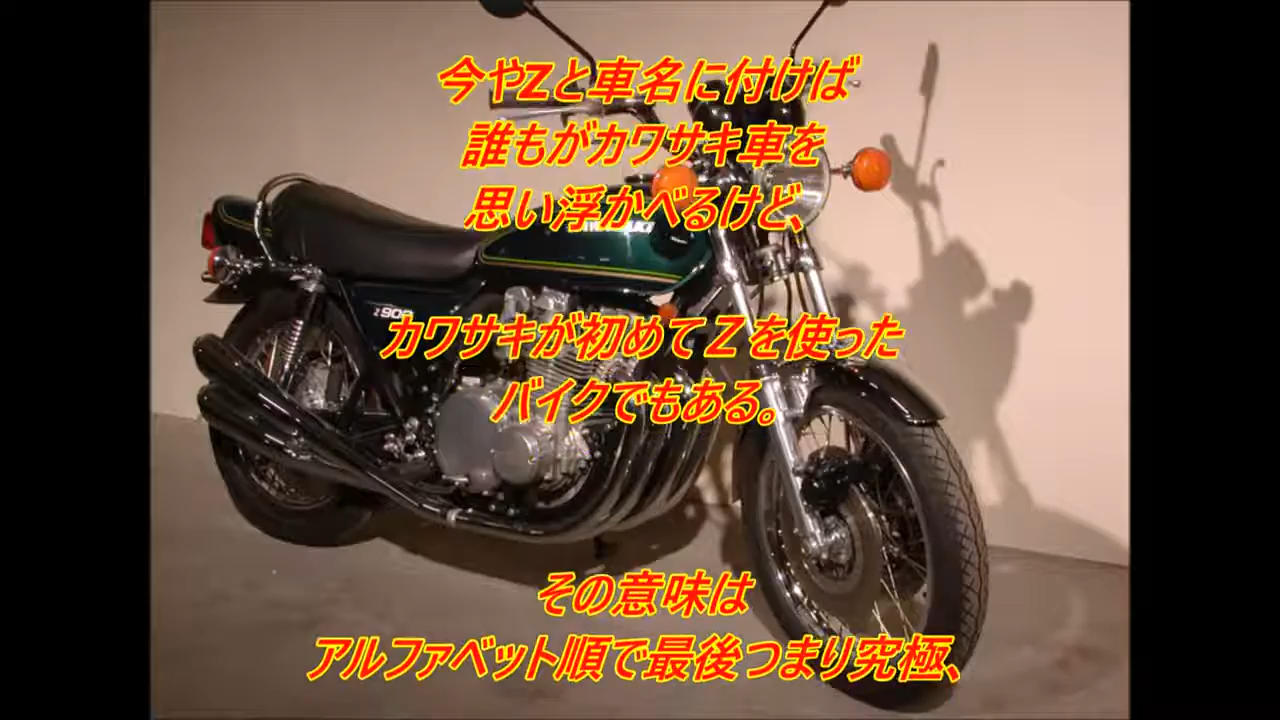 今やZと車名に付けば
誰もがカワサキ車を
思い浮かべるけど、
Z900
カワサキが初めてＺを使った
バイクでもある。
その意味は
アルファベット順で最後つまり究極、